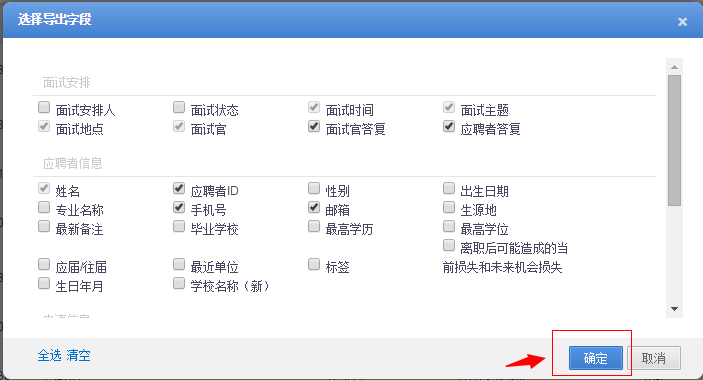 选择导出字段
面试安排
面试安排人 面试状态 面试时间 面试主题
面试地点 面试官 面试官答复 应聘者答复
应聘者信息
姓名 应聘者ID 性别 出生日期
专业名称 手机号 邮箱 生源地
最新备注 毕业学校 最高学历 最高学位
离职后可能造成的当
应届/往届 最近单位 标签 前损失和未来机会损失
生日年月 学校名称（新）
申请信息
全选 清空 确定 取消